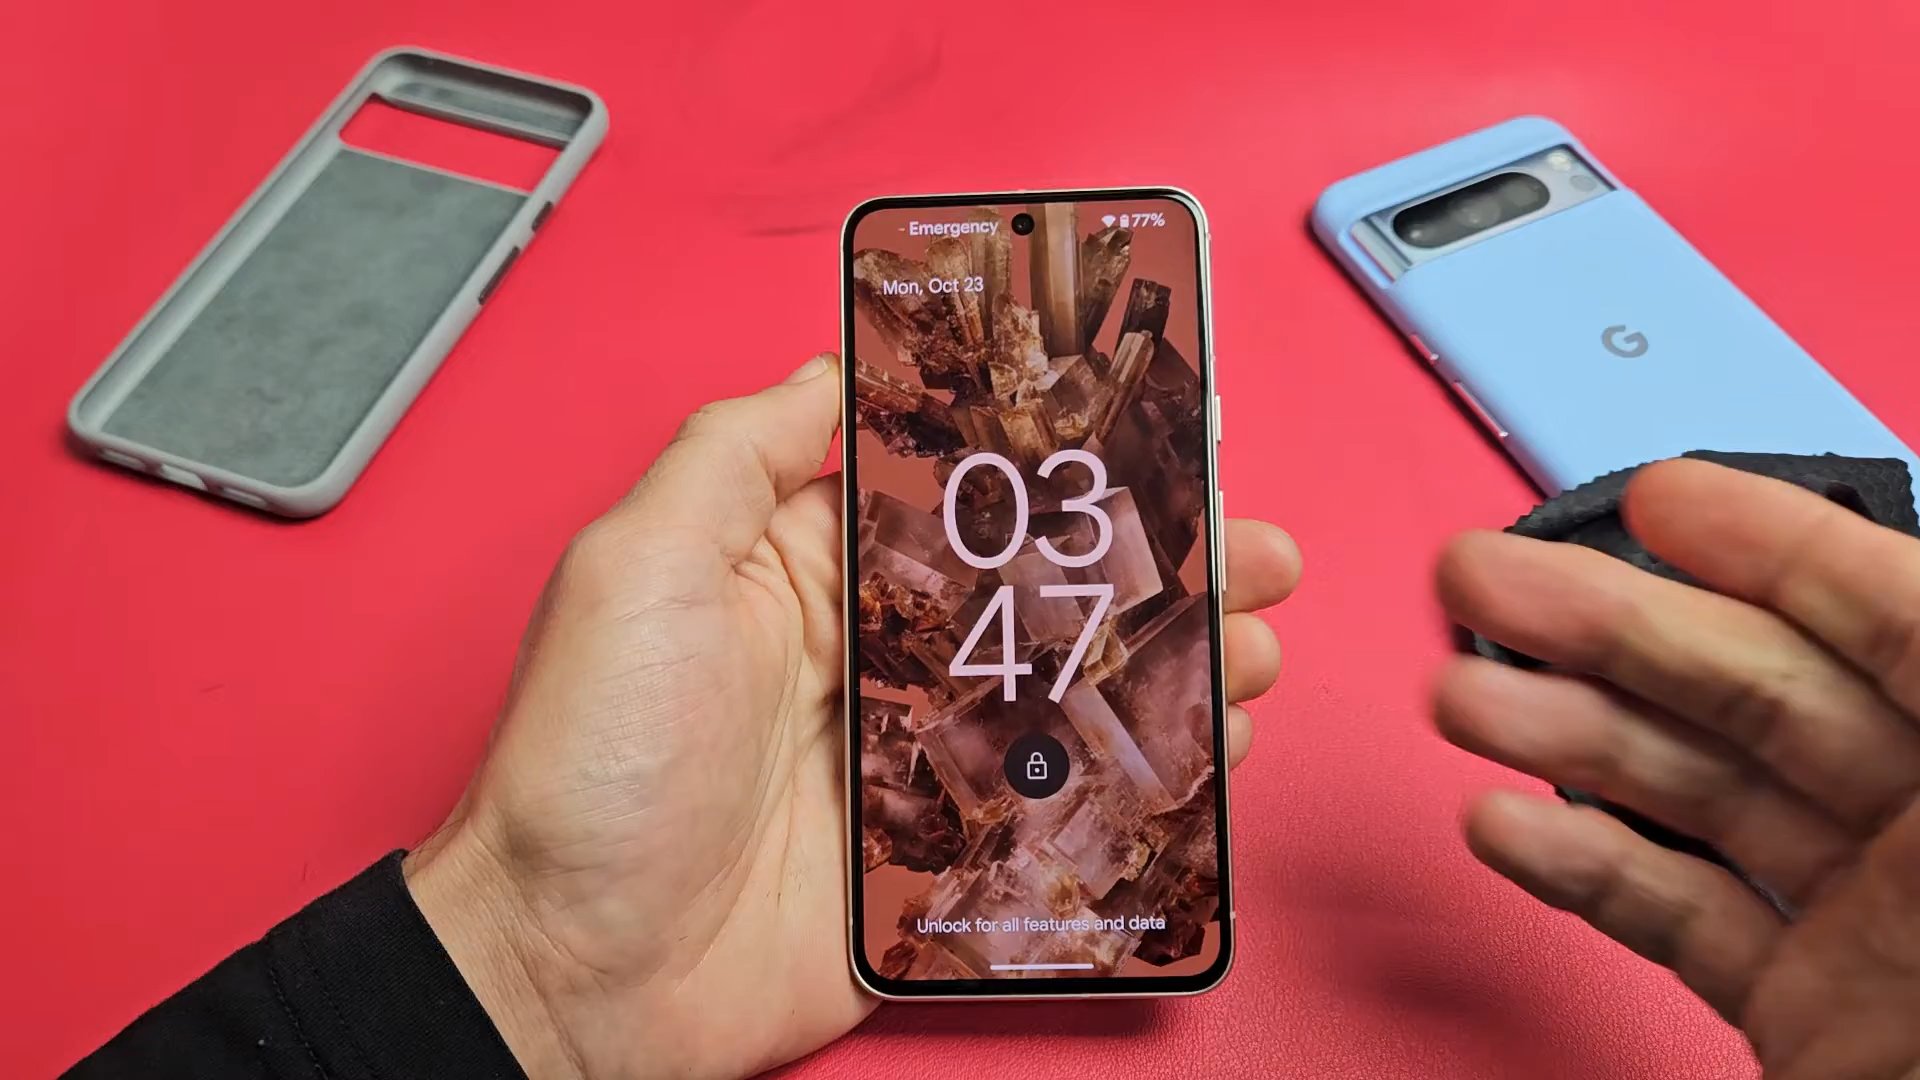 Emergency
77%
Mon, Oct 23
03
47
Unlock for all features and data
G